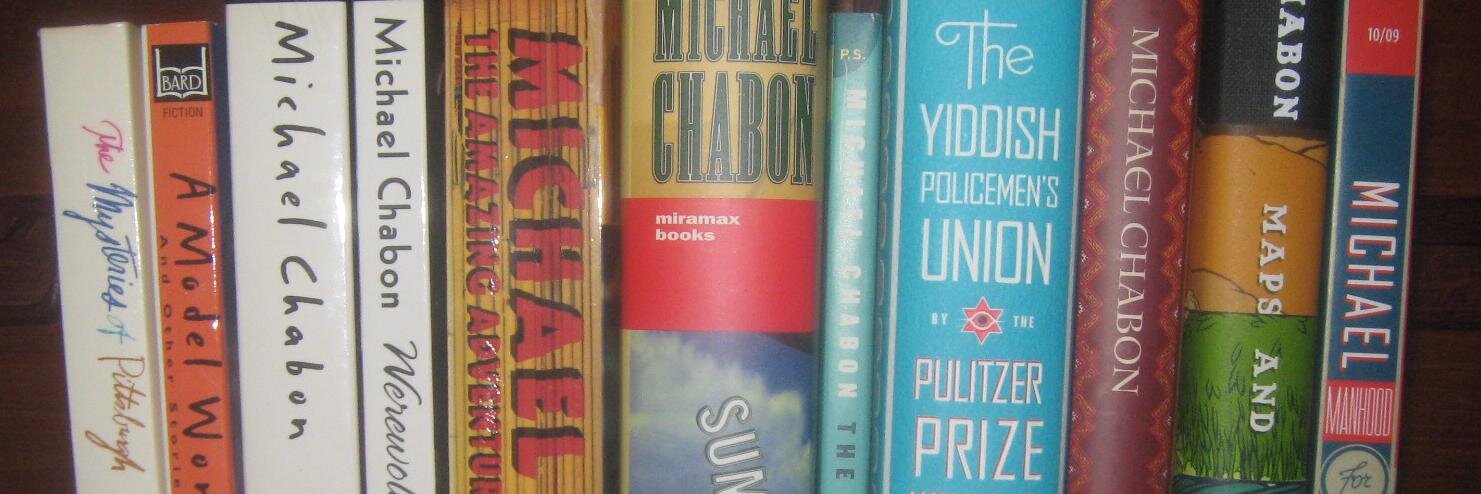 The Mysteries of Pittsburgh
BARD
FICTION
A Model Wor
And Other Stories
Michael Chabon
Michael Chabon Werewol
MICHAEL
THE AMAZING ADVENTUR
MICHAEL
CHABON
miramax
books
SUM
P.S.
MICHAEL CHABON THE
The
YIDDISH
POLICEMEN'S
UNION
BY THE
PULITZER
PRIZE
MICHAEL CHABON
HABON
MAPS AND
10/09
MICHAEL
MANHOOD
for